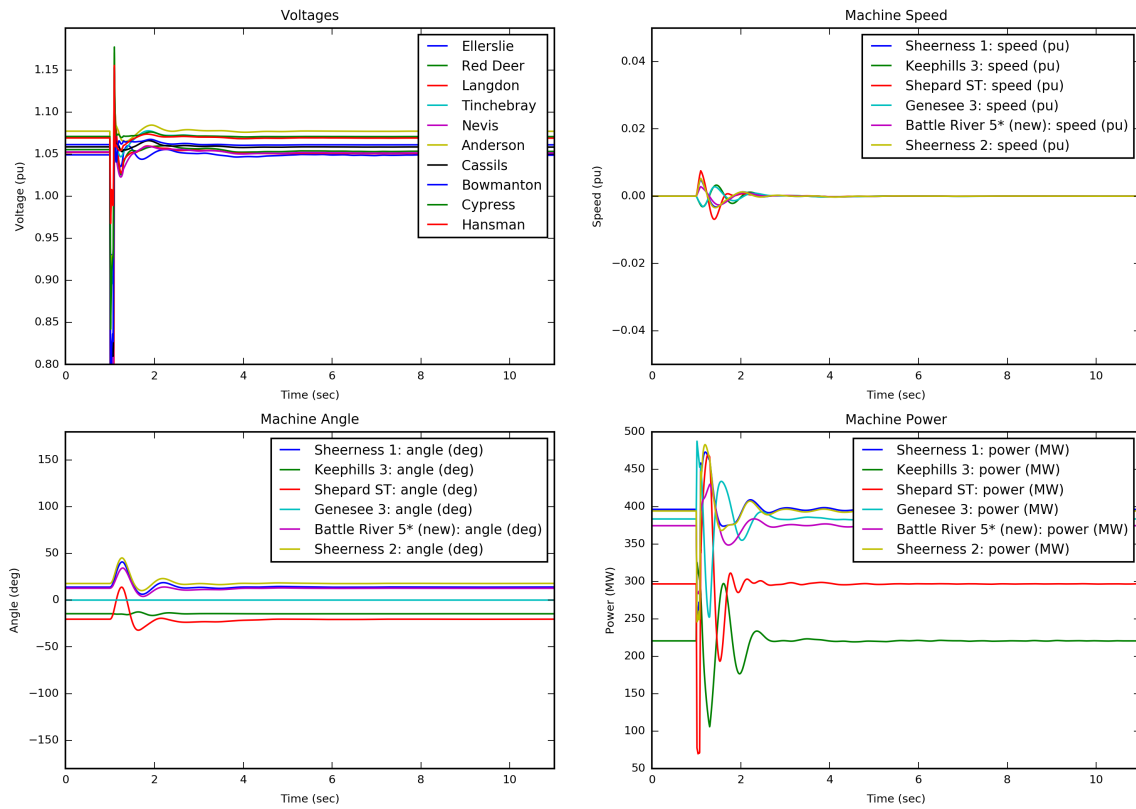 Voltages
Voltage (pu)
1.15
1.10
1.05
1.00
0.95
0.90
0.85
0.80
0
2
4
6
8
10
Time (sec)
Ellerslie
Red Deer
Langdon
Tinchebray
Nevis
Anderson
Cassils
Bowmanton
Cypress
Hansman
Machine Speed
Speed (pu)
0.04
0.02
0.00
−0.02
−0.04
0
2
4
6
8
10
Time (sec)
Sheerness 1: speed (pu)
Keephills 3: speed (pu)
Shepard ST: speed (pu)
Genesee 3: speed (pu)
Battle River 5* (new): speed (pu)
Sheerness 2: speed (pu)
Machine Angle
Angle (deg)
150
100
50
0
−50
−100
−150
0
2
4
6
8
10
Time (sec)
Sheerness 1: angle (deg)
Keephills 3: angle (deg)
Shepard ST: angle (deg)
Genesee 3: angle (deg)
Battle River 5* (new): angle (deg)
Sheerness 2: angle (deg)
Machine Power
Power (MW)
500
450
400
350
300
250
200
150
100
50
0
2
4
6
8
10
Time (sec)
Sheerness 1: power (MW)
Keephills 3: power (MW)
Shepard ST: power (MW)
Genesee 3: power (MW)
Battle River 5* (new): power (MW)
Sheerness 2: power (MW)